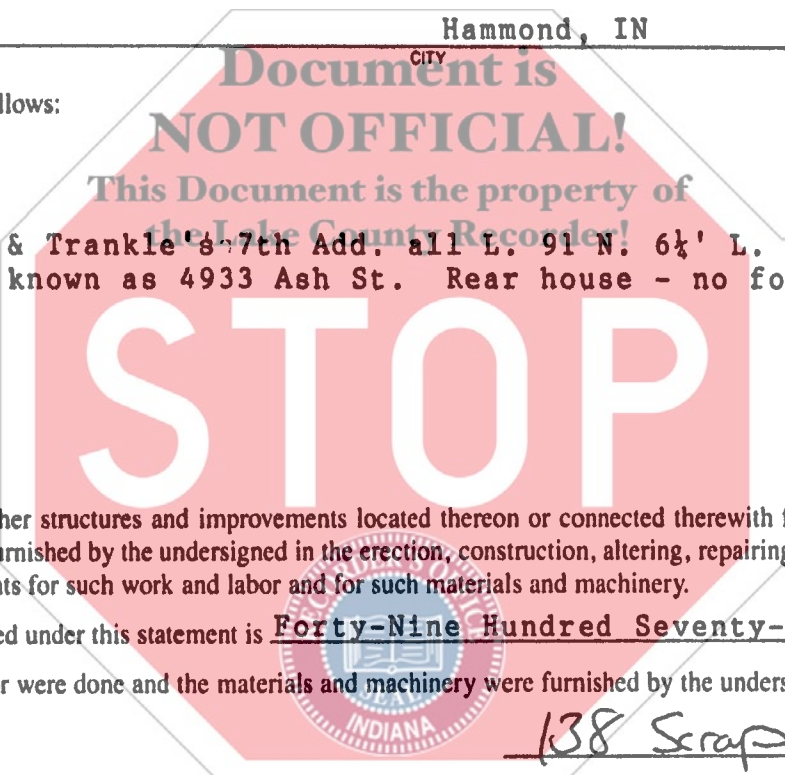 Hammond, IN
CITY
Document is
llows:
NOT OFFICIAL!
This Document is the property of
the Lake County Recorder!
& Trankle's 7th Add. all L. 91 N. 6¼' L.
known as 4933 Ash St. Rear house - no fo
STOP
her structures and improvements located thereon or connected therewith f
urnished by the undersigned in the erection, construction, altering, repairing
nts for such work and labor and for such materials and machinery.
ed under this statement is Forty-Nine Hundred Seventy-
r were done and the materials and machinery were furnished by the unders
RECORDER'S OFFICE
SEAL
INDIANA
138 Scrap